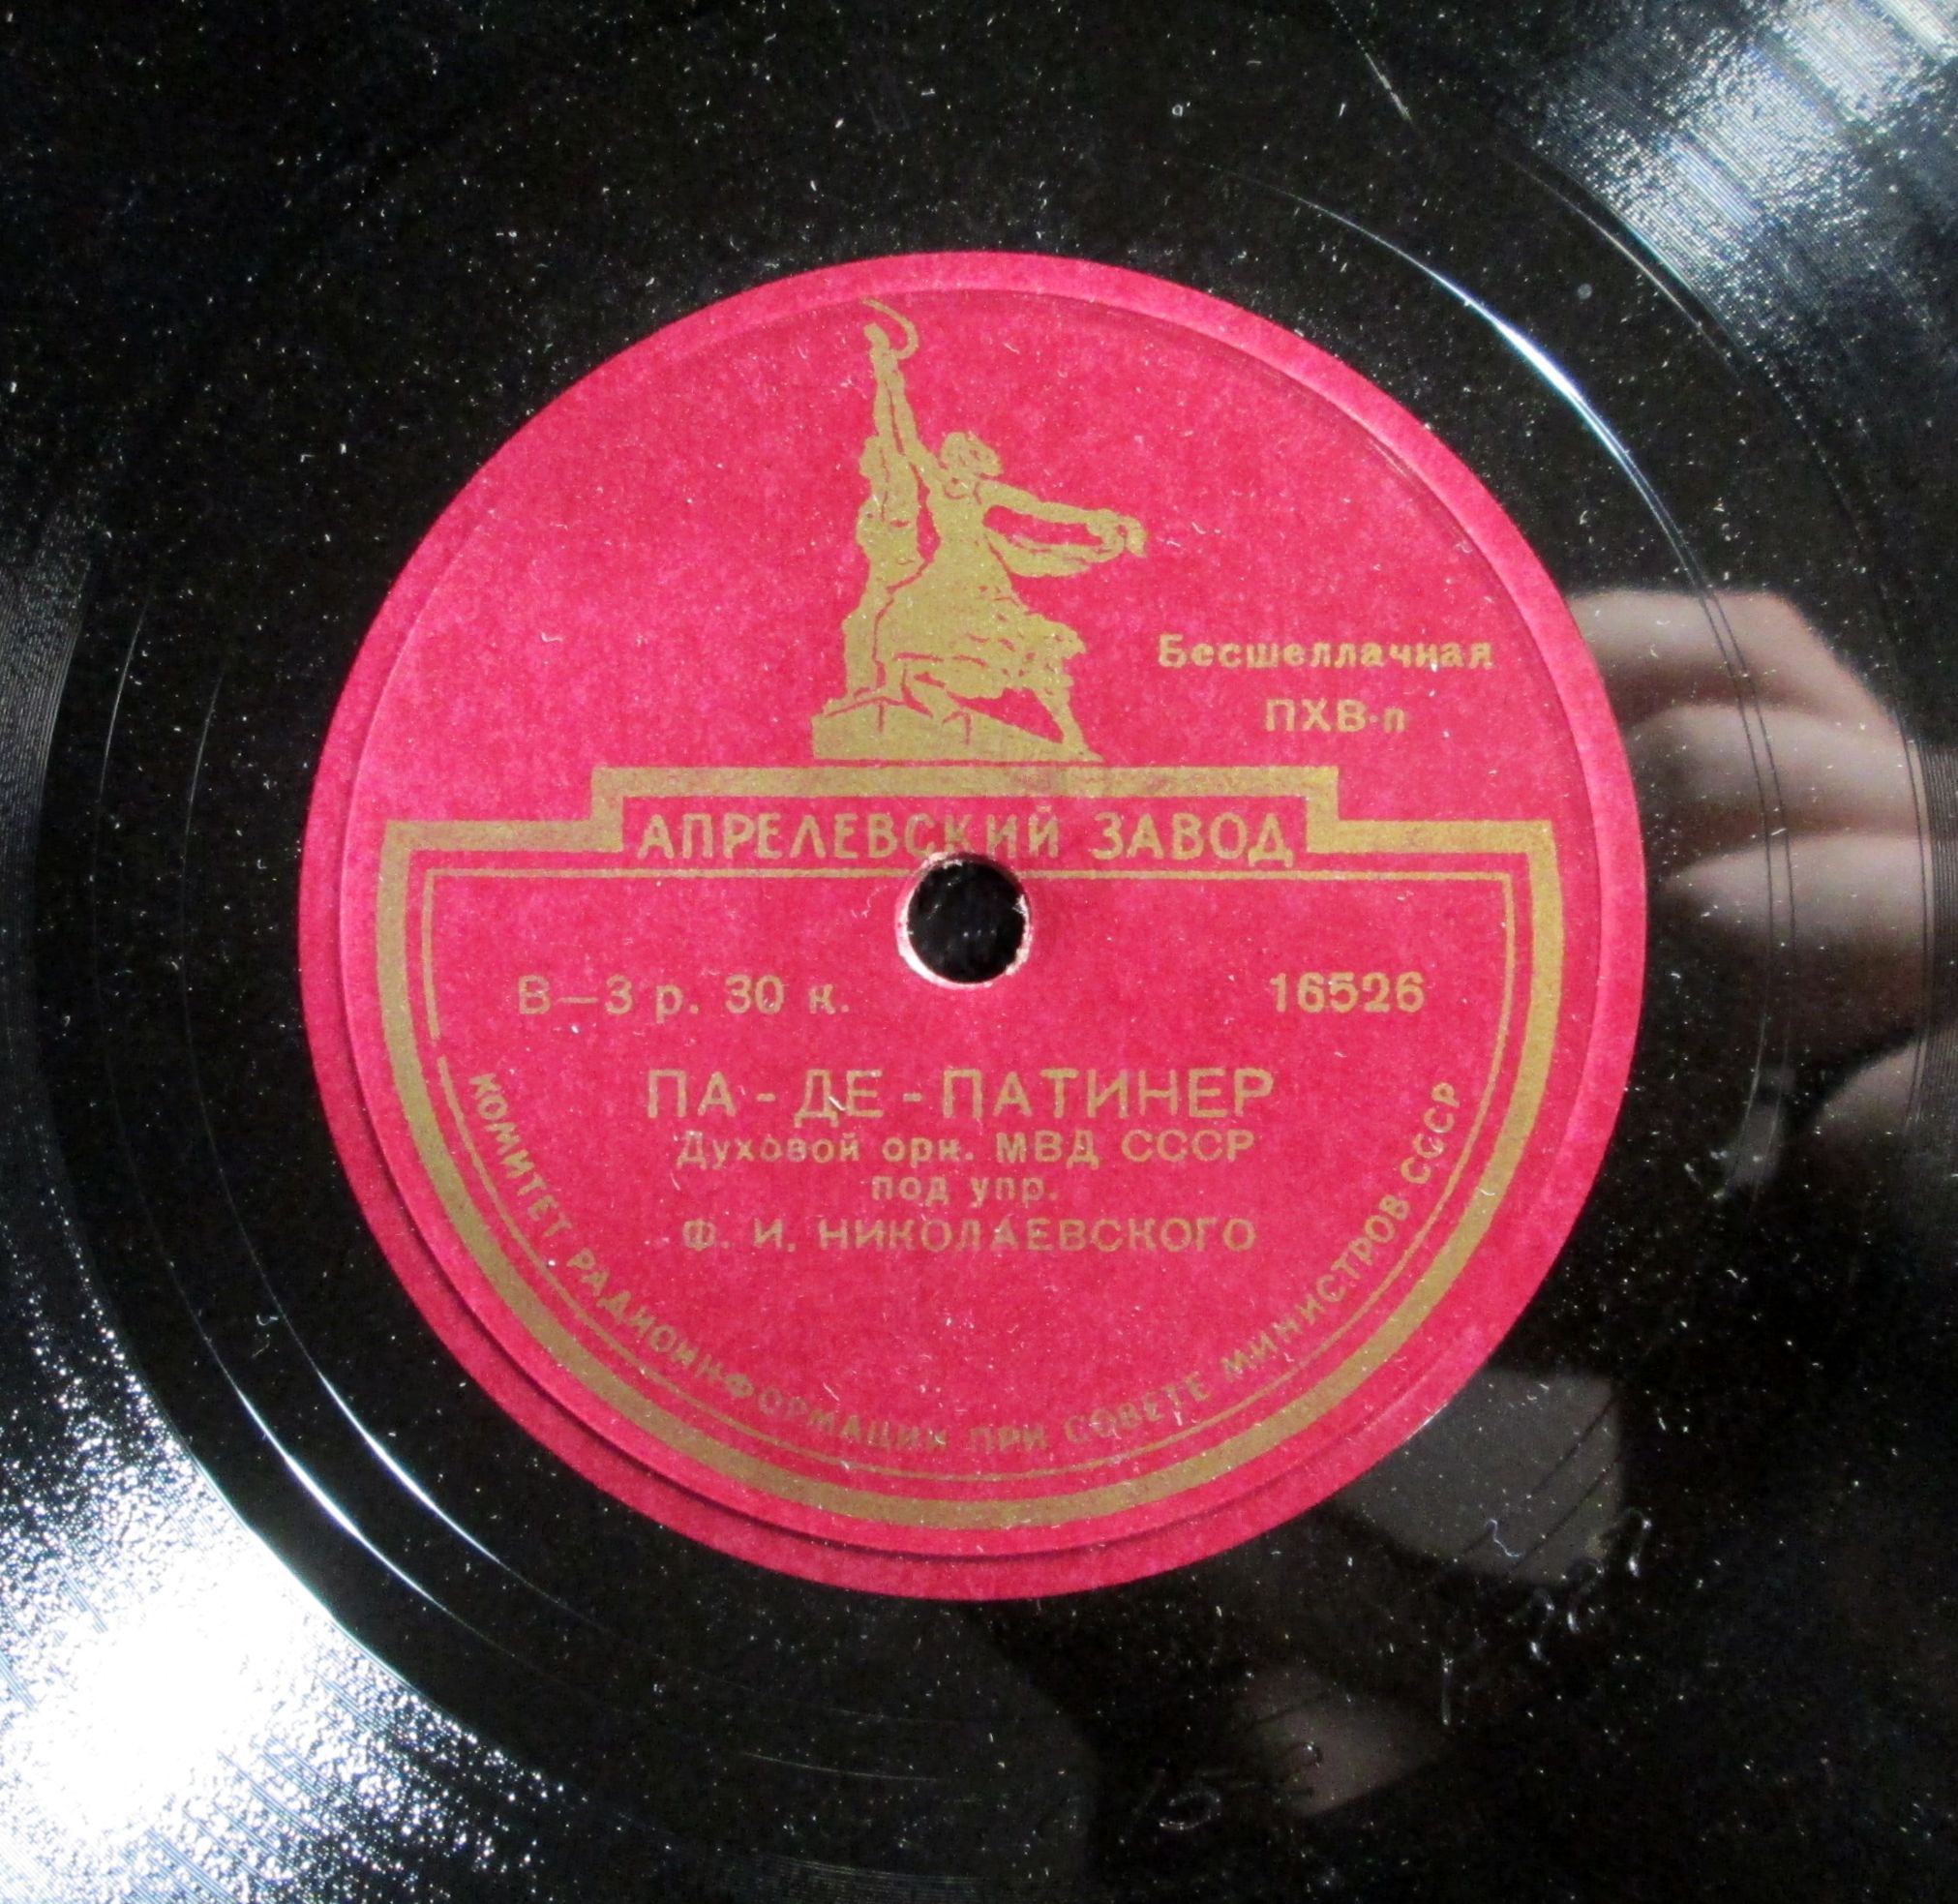 Бесшеллачная
ПХВ-п
АПРЕЛЕВСКИЙ ЗАВОД
В—3 р. 30 к.
16526
ПА-ДЕ-ПАТИНЕР
Духовой орк. МВД СССР
под упр.
Ф. И. НИКОЛАЕВСКОГО
КОМИТЕТ РАДИОИНФОРМАЦИИ ПРИ СОВЕТЕ МИНИСТРОВ СССР